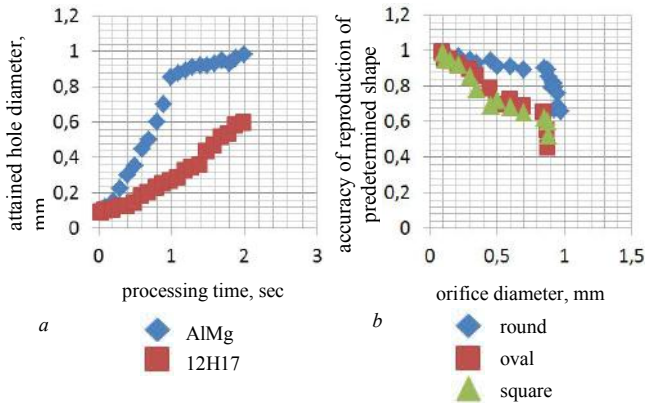 attained hole diameter,
mm
1,2
1
0,8
0,6
0,4
0,2
0
0 1 2 3
processing time, sec
a
AlMg
12H17
accuracy of reproduction of
predetermined shape
1,2
1
0,8
0,6
0,4
0,2
0
0 0,5 1 1,5
orifice diameter, mm
b
round
oval
square